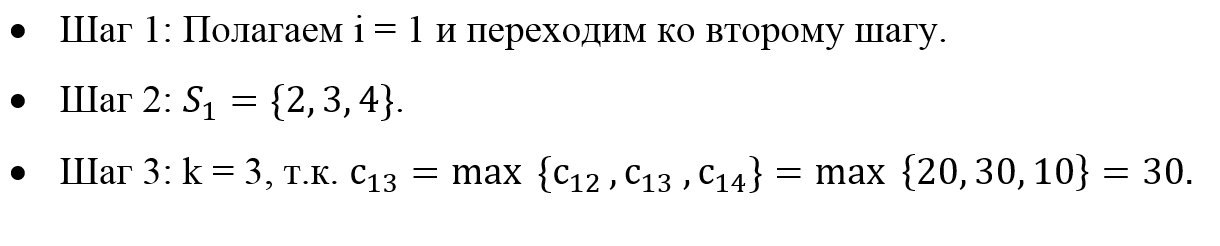 • Шаг 1: Полагаем i = 1 и переходим ко второму шагу.
• Шаг 2: S₁ = {2, 3, 4}.
• Шаг 3: k = 3, т.к. c₁₃ = max {c₁₂ , c₁₃ , c₁₄} = max {20, 30, 10} = 30.